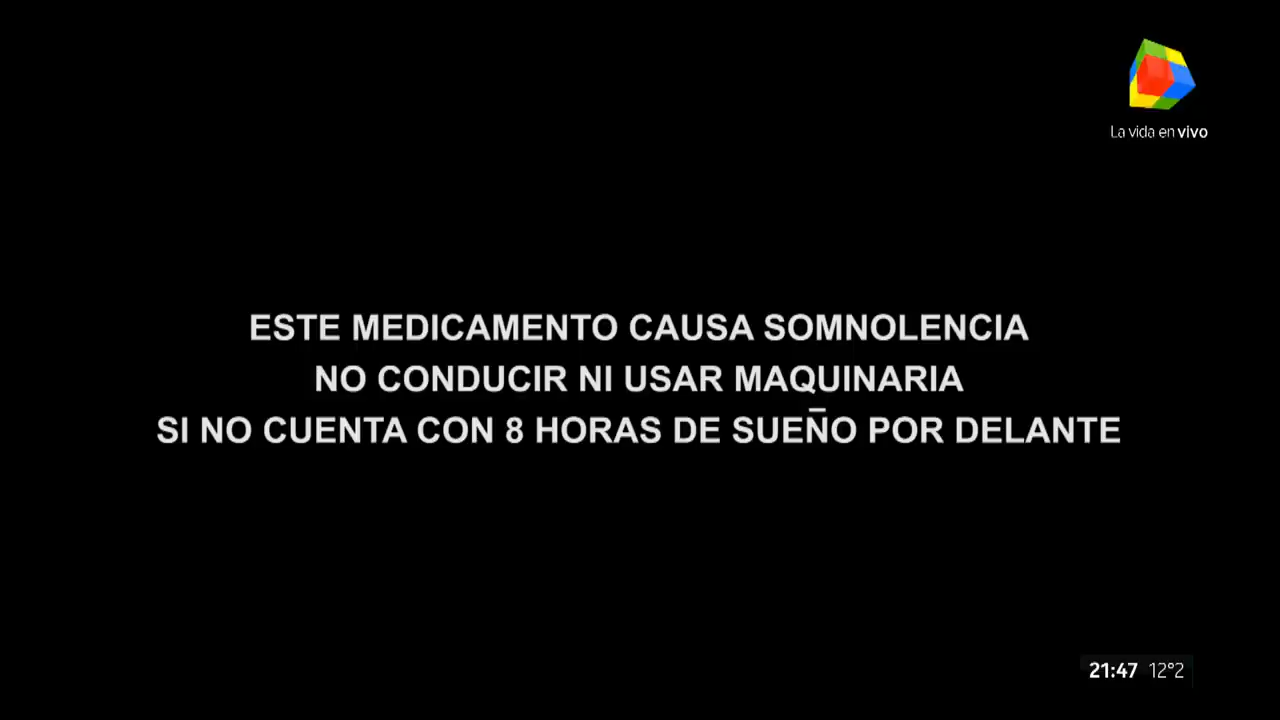 La vida en vivo
ESTE MEDICAMENTO CAUSA SOMNOLENCIA
NO CONDUCIR NI USAR MAQUINARIA
SI NO CUENTA CON 8 HORAS DE SUEÑO POR DELANTE
21:47 12°2